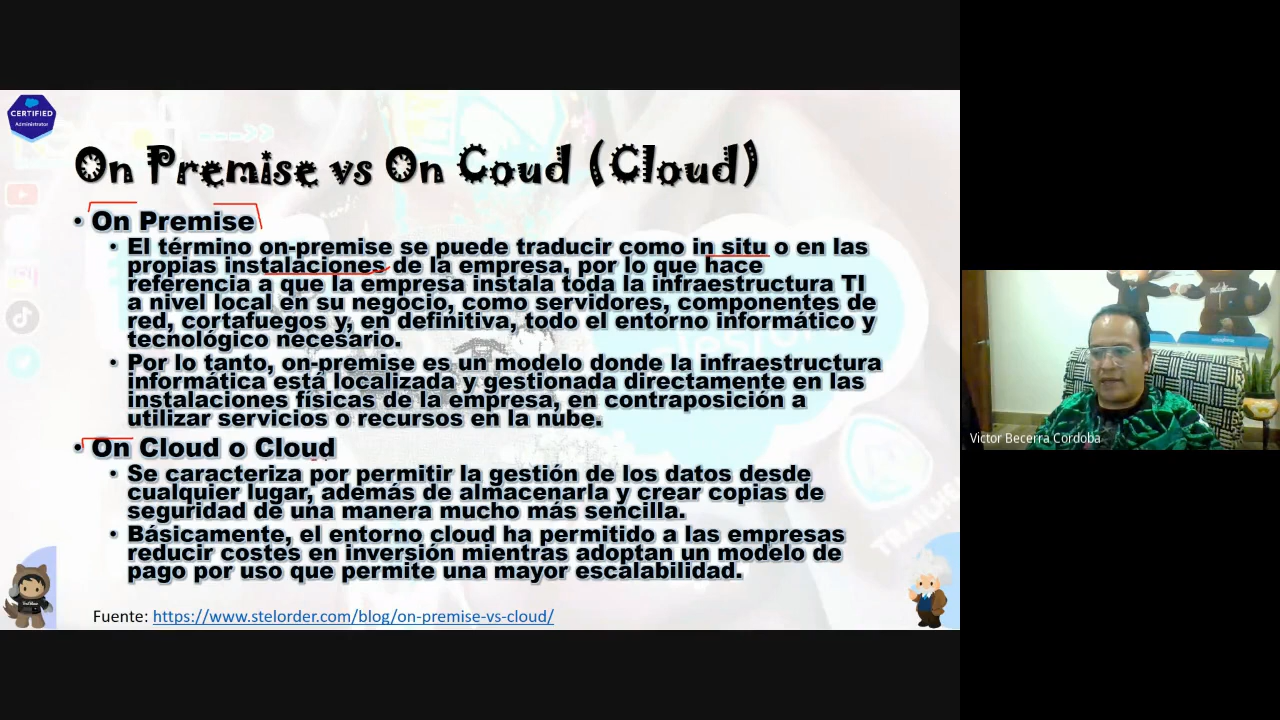 CERTIFIED
Administrator
On Premise vs On Coud (Cloud)
• On Premise
• El término on-premise se puede traducir como in situ o en las
propias instalaciones de la empresa, por lo que hace
referencia a que la empresa instala toda la infraestructura TI
a nivel local en su negocio, como servidores, componentes de
red, cortafuegos y, en definitiva, todo el entorno informático y
tecnológico necesario.
• Por lo tanto, on-premise es un modelo donde la infraestructura
informática está localizada y gestionada directamente en las
instalaciones físicas de la empresa, en contraposición a
utilizar servicios o recursos en la nube.
• On Cloud o Cloud
• Se caracteriza por permitir la gestión de los datos desde
cualquier lugar, además de almacenarla y crear copias de
seguridad de una manera mucho más sencilla.
• Básicamente, el entorno cloud ha permitido a las empresas
reducir costes en inversión mientras adoptan un modelo de
pago por uso que permite una mayor escalabilidad.
Fuente: https://www.stelorder.com/blog/on-premise-vs-cloud/
Victor Becerra Cordoba